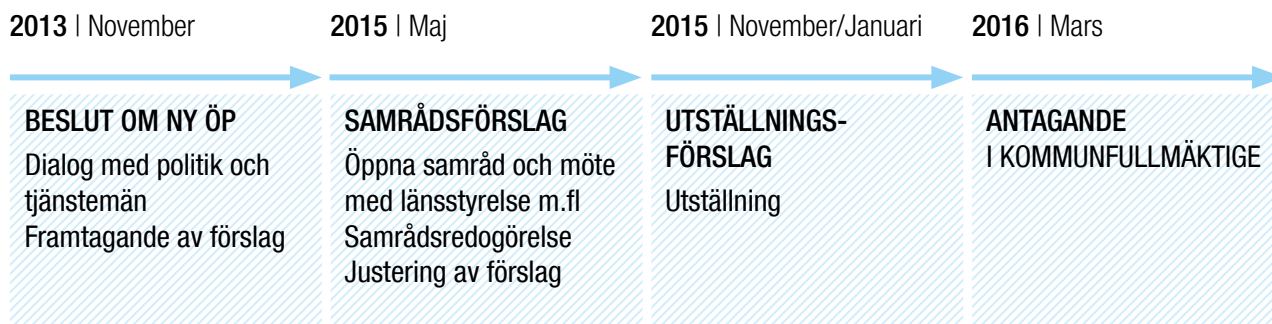 2013 | November
BESLUT OM NY ÖP
Dialog med politik och
tjänstemän
Framtagande av förslag
2015 | Maj
SAMRÅDSFÖRSLAG
Öppna samråd och möte
med länsstyrelse m.fl
Samrådsredogörelse
Justering av förslag
2015 | November/Januari
UTSTÄLLNINGS-
FÖRSLAG
Utställning
2016 | Mars
ANTAGANDE
I KOMMUNFULLMÄKTIGE